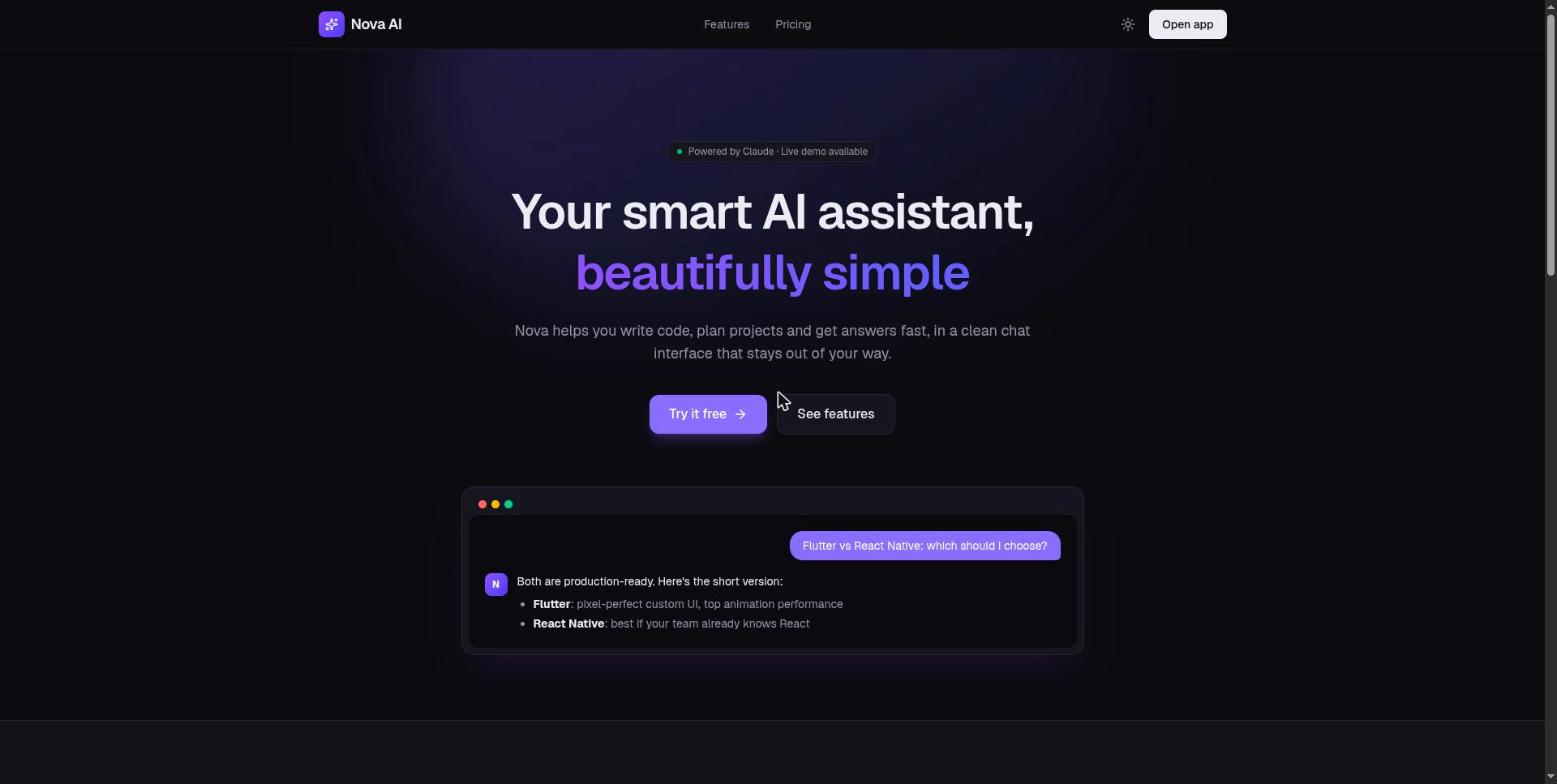 Nova AI
Features
Pricing
Open app
Powered by Claude · Live demo available
Your smart AI assistant,
beautifully simple
Nova helps you write code, plan projects and get answers fast, in a clean chat
interface that stays out of your way.
Try it free →
See features
Flutter vs React Native: which should I choose?
N
Both are production-ready. Here's the short version:
• Flutter: pixel-perfect custom UI, top animation performance
• React Native: best if your team already knows React